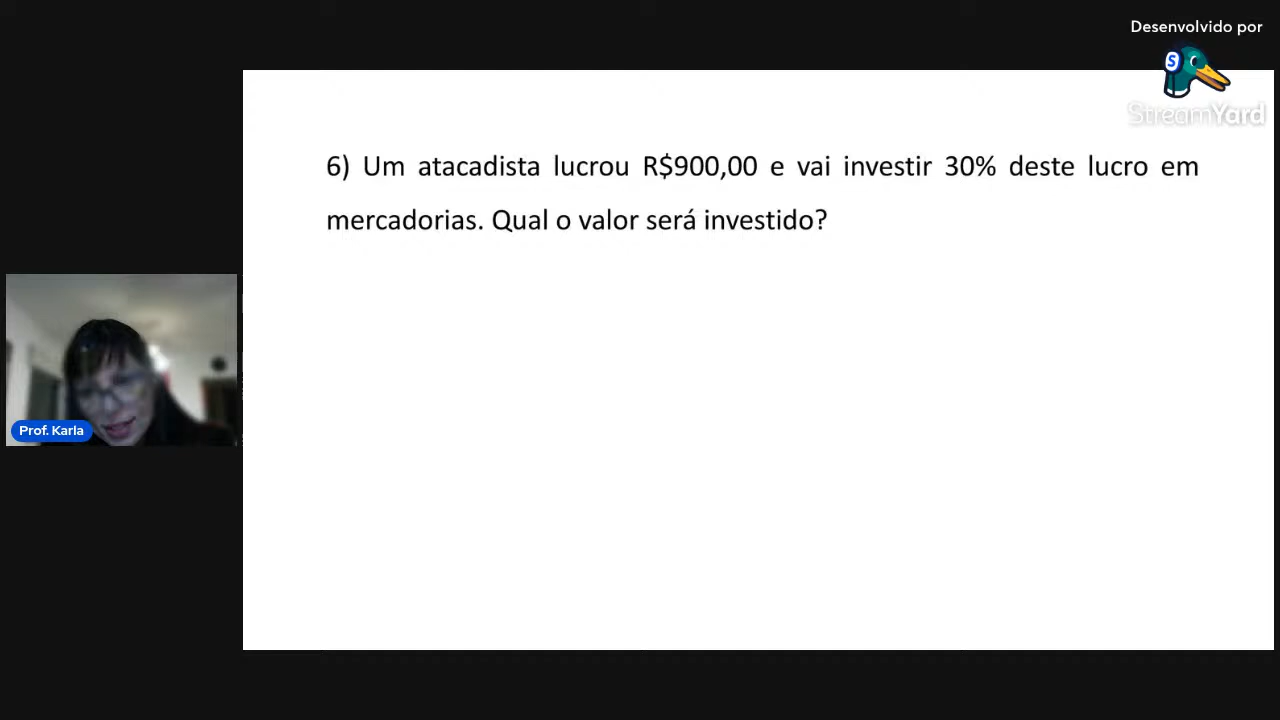 Desenvolvido por
S
StreamYard
6) Um atacadista lucrou R$900,00 e vai investir 30% deste lucro em
mercadorias. Qual o valor será investido?
Prof. Karla